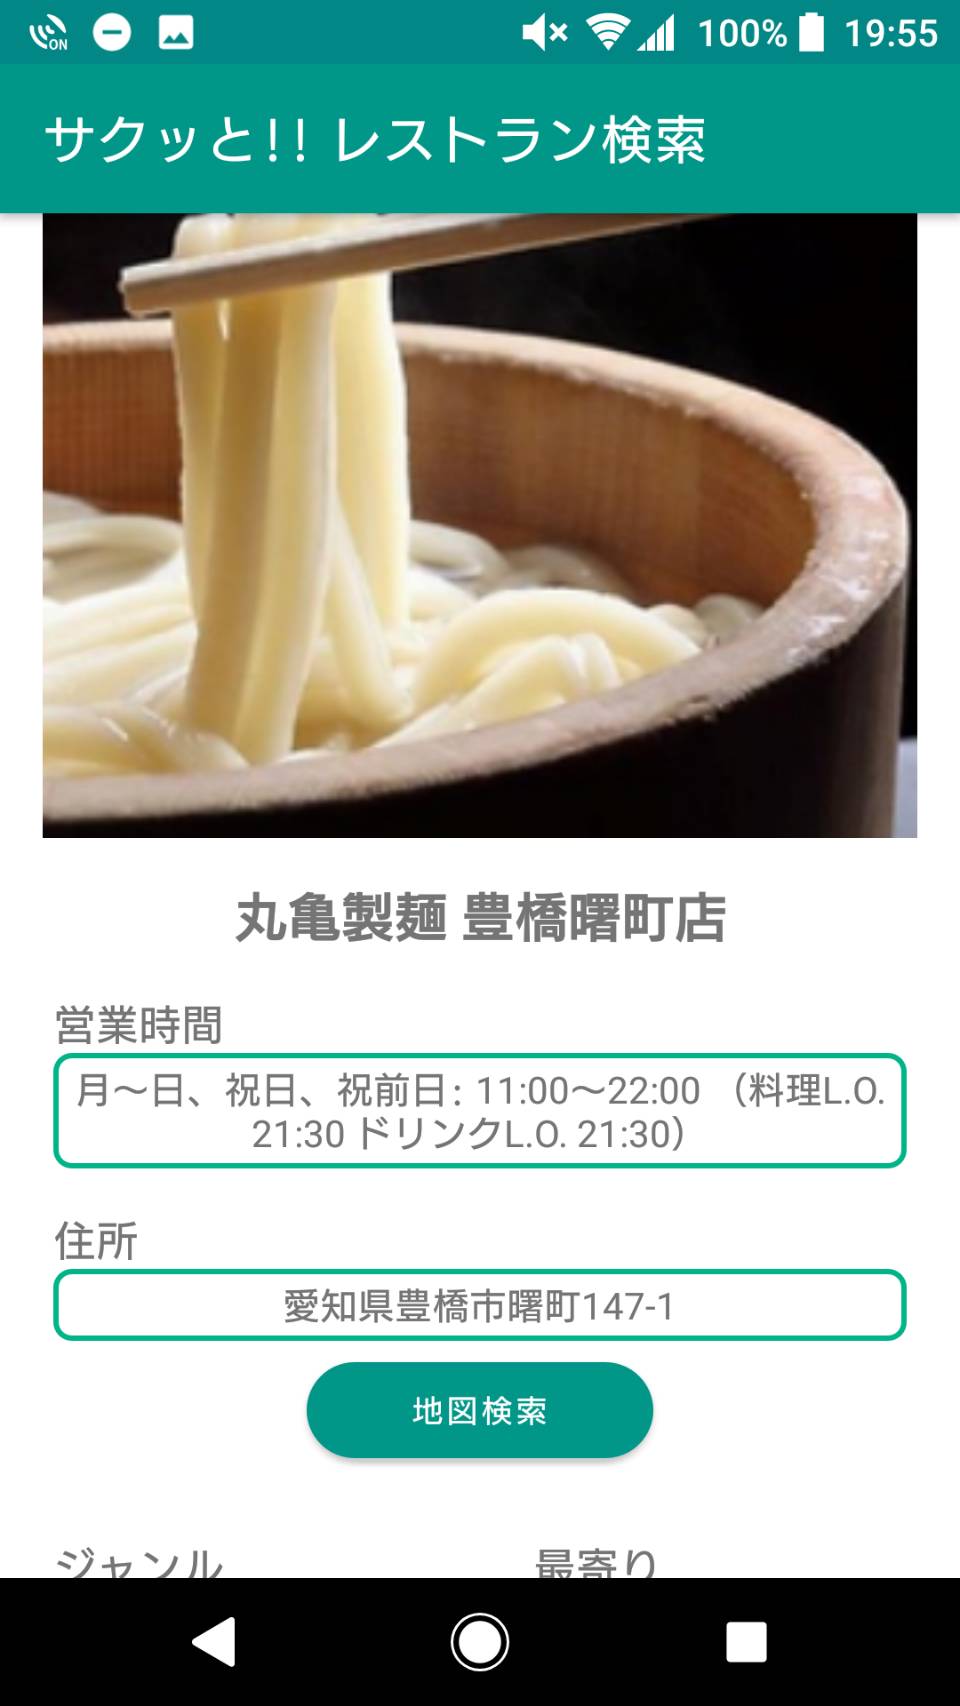 ON 100% 19:55
サクッと!! レストラン検索
丸亀製麺 豊橋曙町店
営業時間
月～日、祝日、祝前日: 11:00～22:00 （料理L.O.
21:30 ドリンクL.O. 21:30）
住所
愛知県豊橋市曙町147-1
地図検索
ジャンル 最寄り